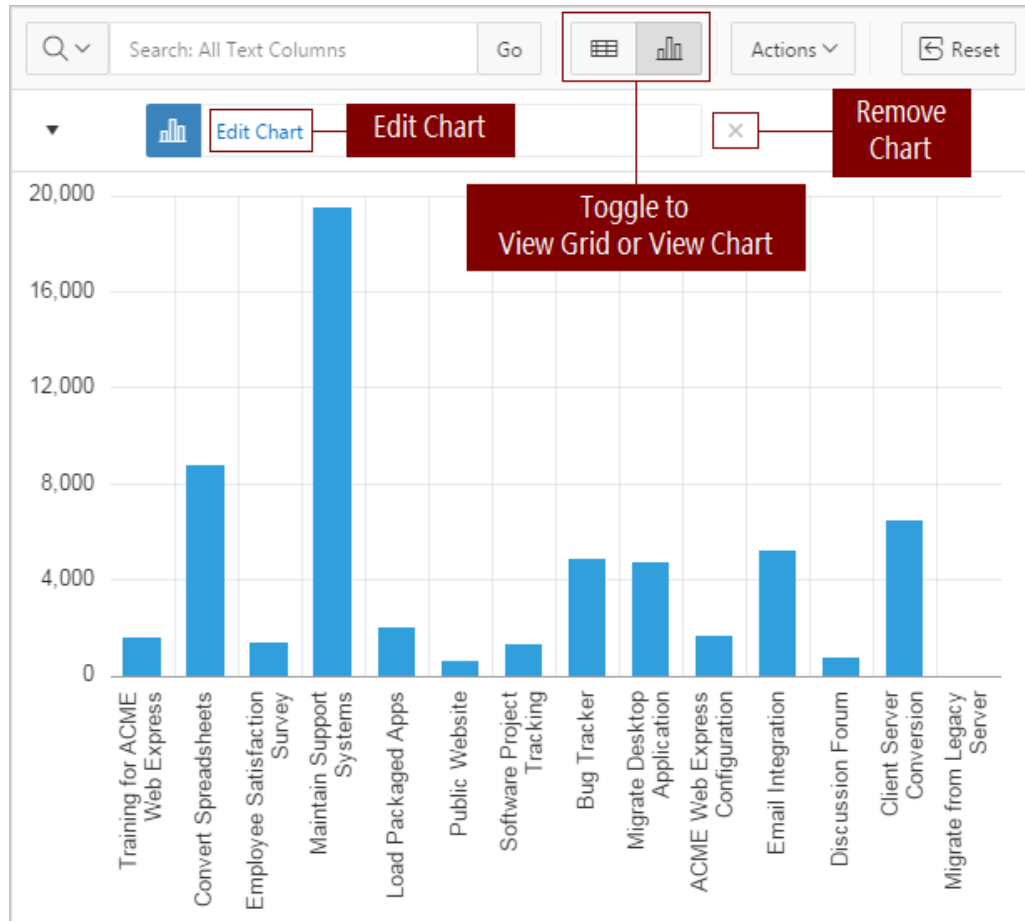 Search: All Text Columns
Go
Actions
Reset
Edit Chart
Edit Chart
Remove
Chart
Toggle to
View Grid or View Chart
20,000
16,000
12,000
8,000
4,000
0
Training for ACME
Web Express
Convert Spreadsheets
Employee Satisfaction
Survey
Maintain Support
Systems
Load Packaged Apps
Public Website
Software Project
Tracking
Bug Tracker
Migrate Desktop
Application
ACME Web Express
Configuration
Email Integration
Discussion Forum
Client Server
Conversion
Migrate from Legacy
Server